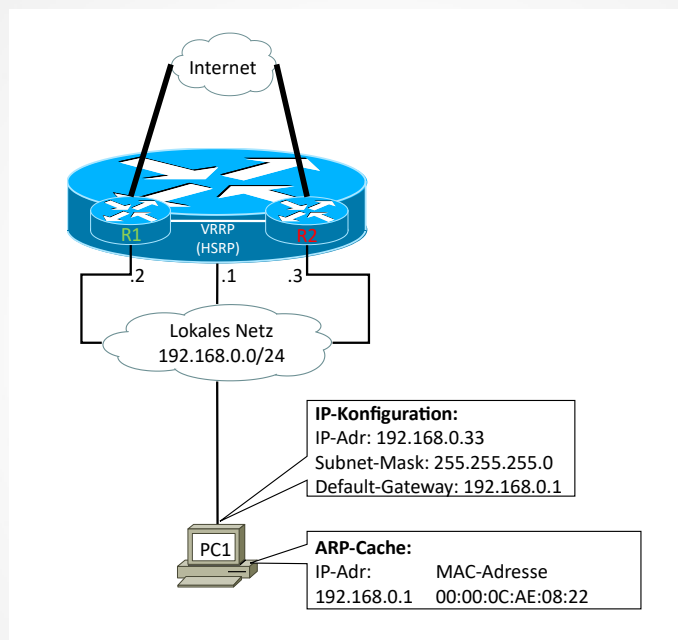 Internet
R1
VRRP
(HSRP)
R2
.2
.1
.3
Lokales Netz
192.168.0.0/24
IP-Konfiguration:
IP-Adr: 192.168.0.33
Subnet-Mask: 255.255.255.0
Default-Gateway: 192.168.0.1
PC1
ARP-Cache:
IP-Adr: MAC-Adresse
192.168.0.1 00:00:0C:AE:08:22